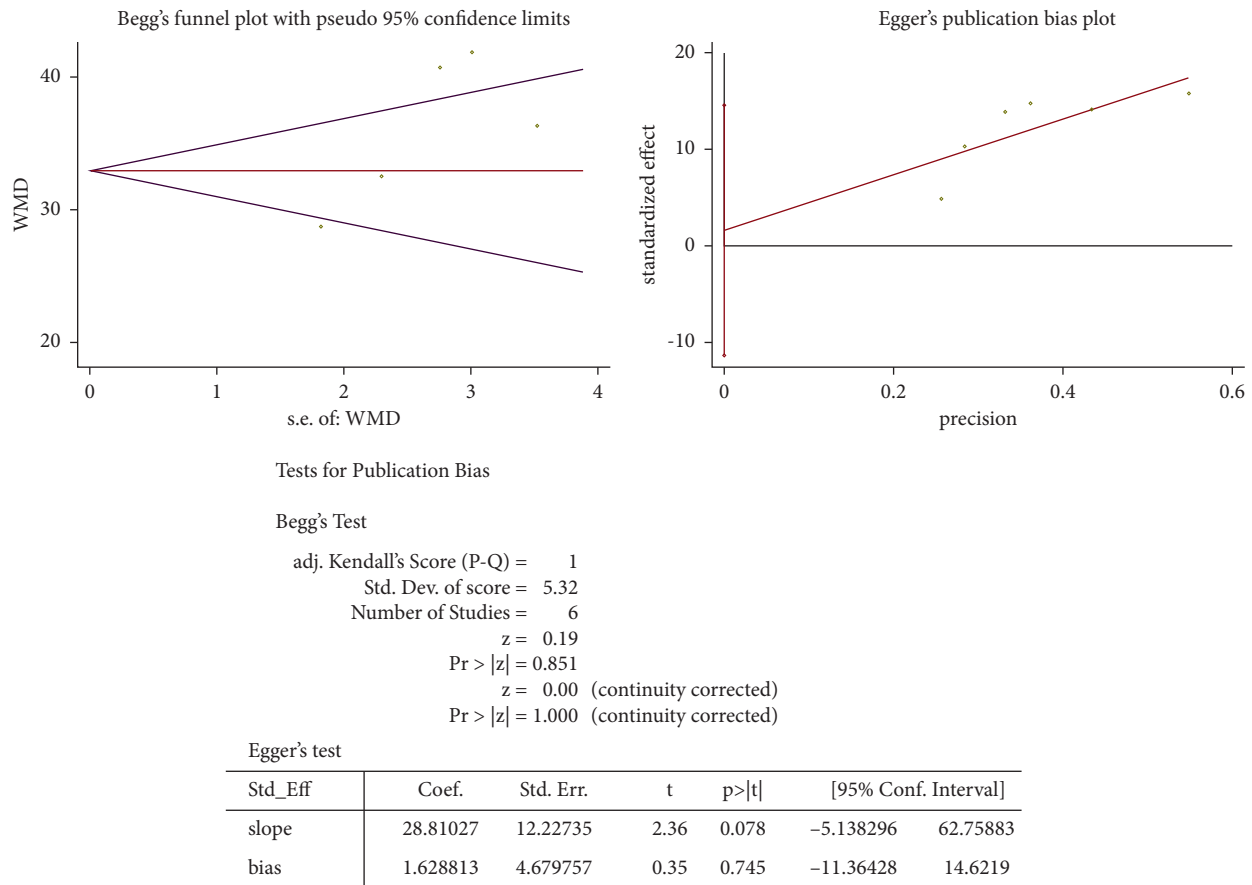 Begg's funnel plot with pseudo 95% confidence limits
40
30
20
WMD
0 1 2 3 4
s.e. of: WMD
Egger's publication bias plot
20
10
0
-10
standardized effect
0 0.2 0.4 0.6
precision
Tests for Publication Bias
Begg's Test
adj. Kendall's Score (P-Q) = 1
Std. Dev. of score = 5.32
Number of Studies = 6
z = 0.19
Pr > |z| = 0.851
z = 0.00 (continuity corrected)
Pr > |z| = 1.000 (continuity corrected)
Egger's test
Std_Eff Coef. Std. Err. t p>|t| [95% Conf. Interval]
slope 28.81027 12.22735 2.36 0.078 –5.138296 62.75883
bias 1.628813 4.679757 0.35 0.745 –11.36428 14.6219